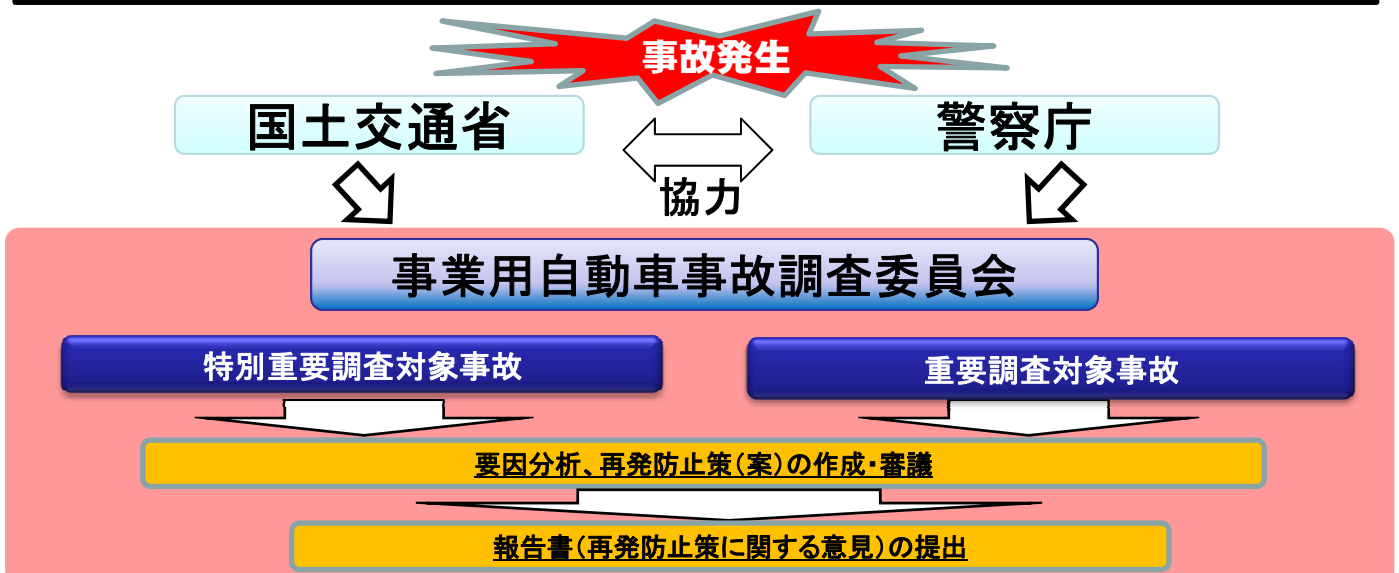 事故発生
国土交通省
警察庁
協力
事業用自動車事故調査委員会
特別重要調査対象事故
重要調査対象事故
要因分析、再発防止策（案）の作成・審議
報告書（再発防止策に関する意見）の提出